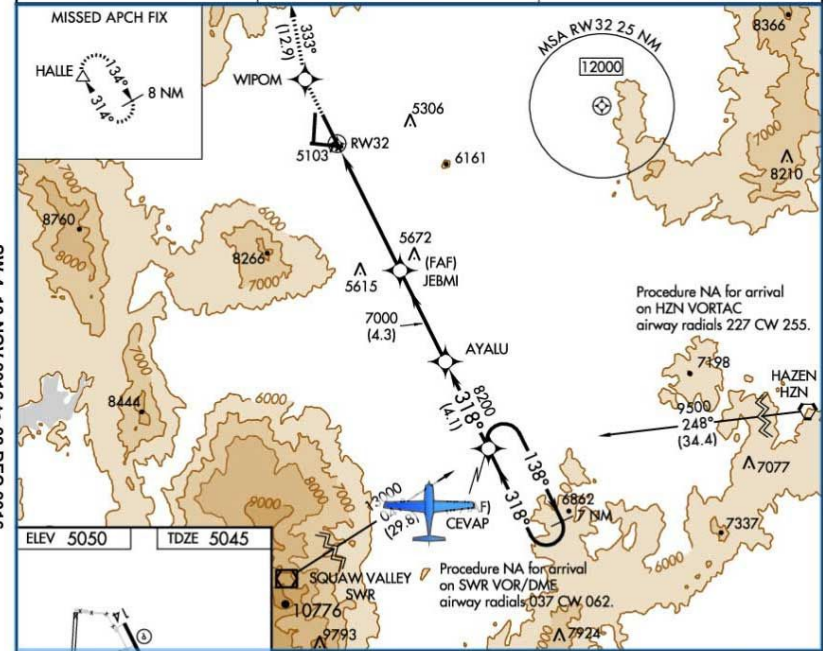 MISSED APCH FIX
HALLE
134°
314°
8 NM
333°
(12.9)
WIPOM
5306
RW32
5103
6161
MSA RW32 25 NM
12000
8366
7000
8210
8760
8000
6000
8266
7000
5672
(FAF)
JEBMI
5615
7000
(4.3)
AYALU
Procedure NA for arrival
on HZN VORTAC
airway radials 227 CW 255.
7198
HAZEN
HZN
9500
248°
(34.4)
7077
7000
8444
6000
8200
318°
(4.1)
138°
318°
6862
7 NM
7337
6000
9000
8000
7000
(29.8)
CEVAP
ELEV 5050
TDZE 5045
SQUAW VALLEY
SWR
10776
9793
Procedure NA for arrival
on SWR VOR/DME
airway radials 037 CW 062.
7924